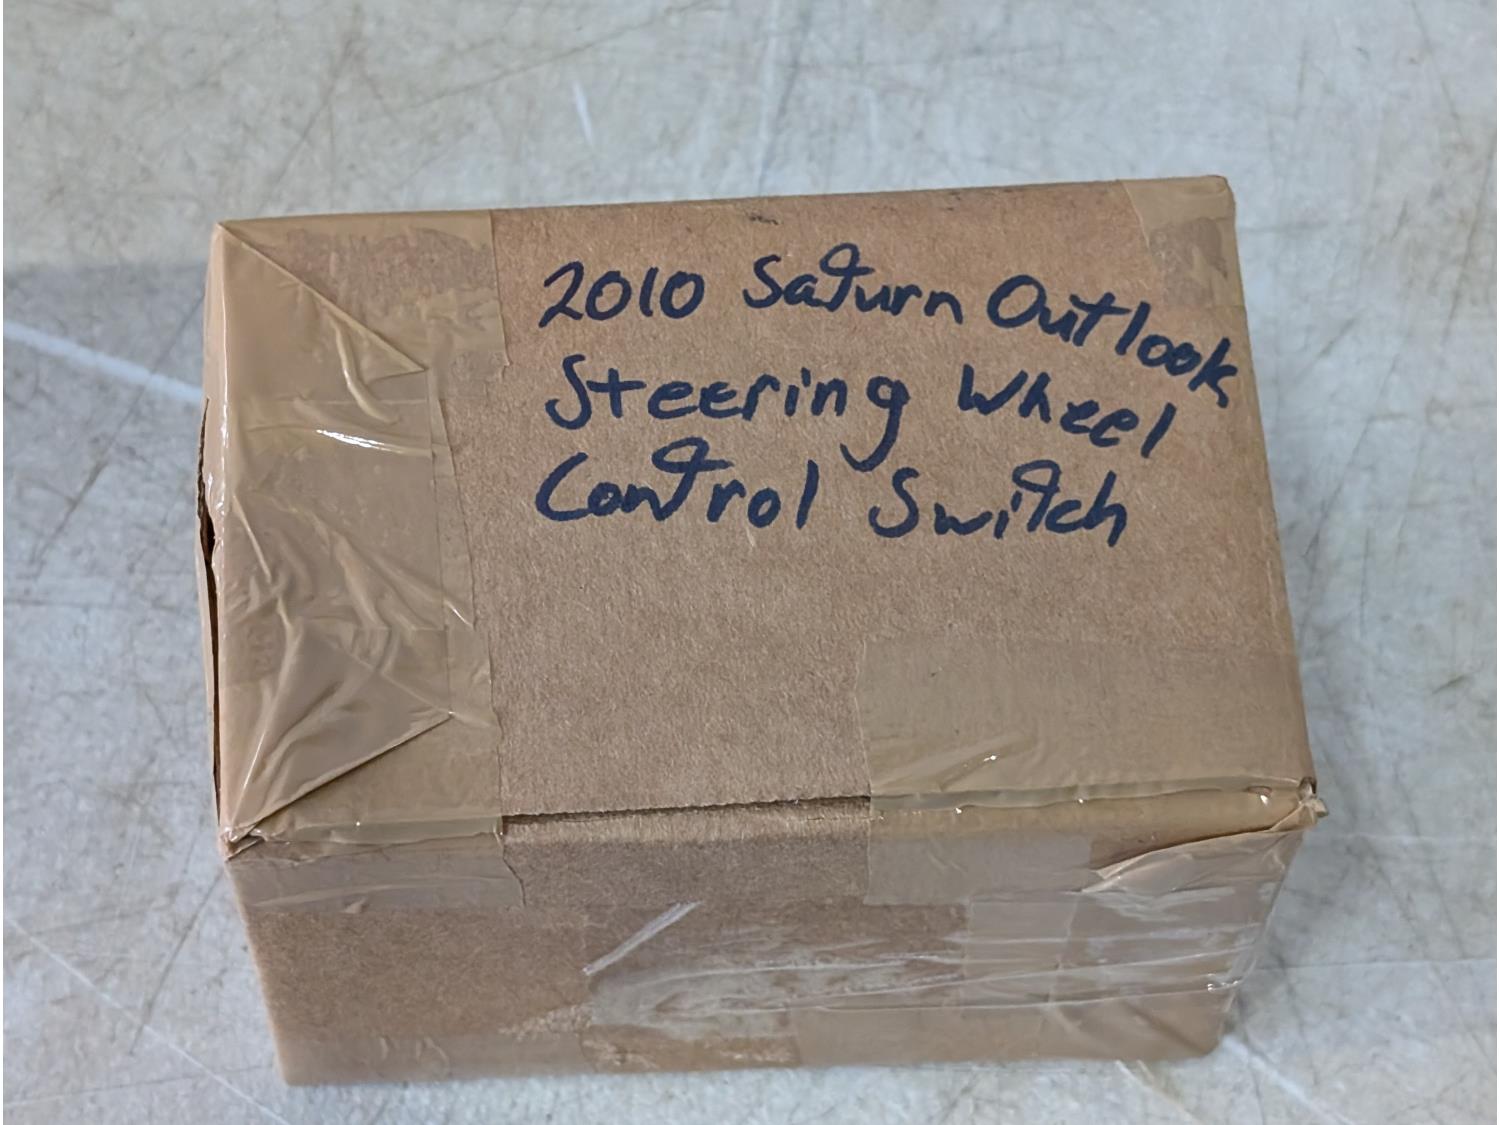 2010 Saturn Outlook
Steering Wheel
Control Switch